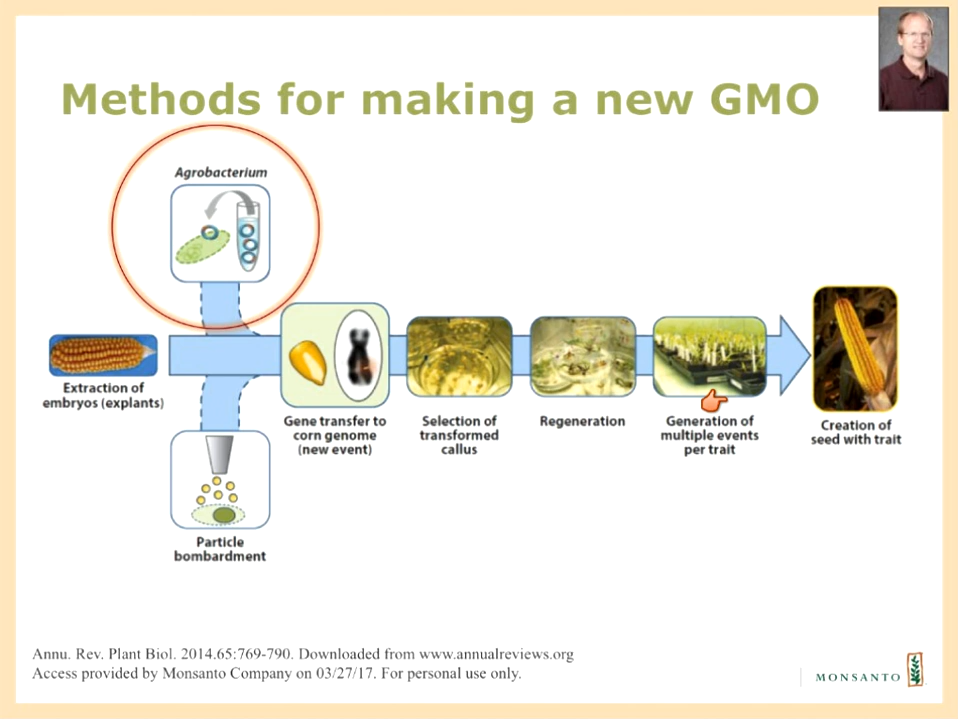 Methods for making a new GMO
Agrobacterium
Extraction of
embryos (explants)
Gene transfer to
corn genome
(new event)
Selection of
transformed
callus
Regeneration
Generation of
multiple events
per trait
Creation of
seed with trait
Particle
bombardment
Annu. Rev. Plant Biol. 2014.65:769-790. Downloaded from www.annualreviews.org
Access provided by Monsanto Company on 03/27/17. For personal use only.
MONSANTO